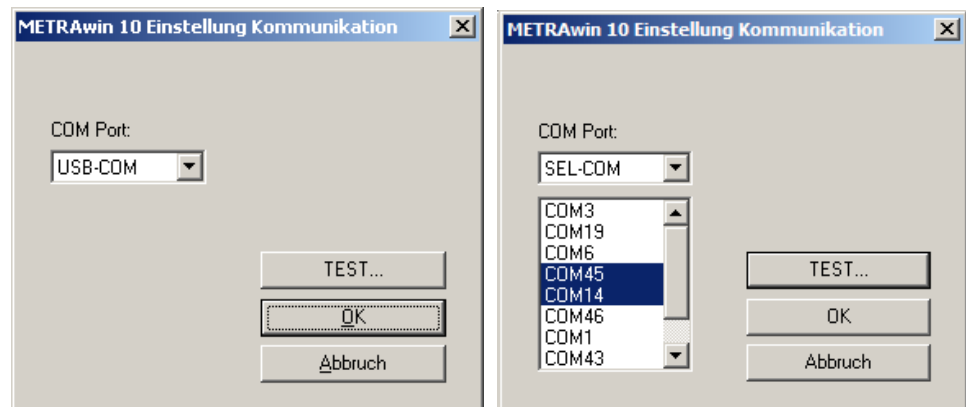 METRAwin 10 Einstellung Kommunikation
COM Port:
USB-COM
TEST...
OK
Abbruch
METRAwin 10 Einstellung Kommunikation
COM Port:
SEL-COM
COM3
COM19
COM6
COM45
COM14
COM46
COM1
COM43
TEST...
OK
Abbruch